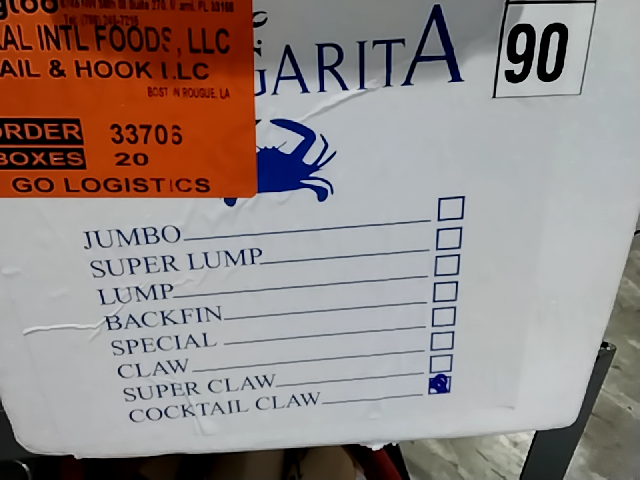 RAL INTL FOODS, LLC
AIL & HOOK LLC
ORDER 33706
BOXES 20
GO LOGISTICS
GARITA
90
JUMBO
SUPER LUMP
LUMP
BACKFIN
SPECIAL
CLAW
SUPER CLAW
COCKTAIL CLAW